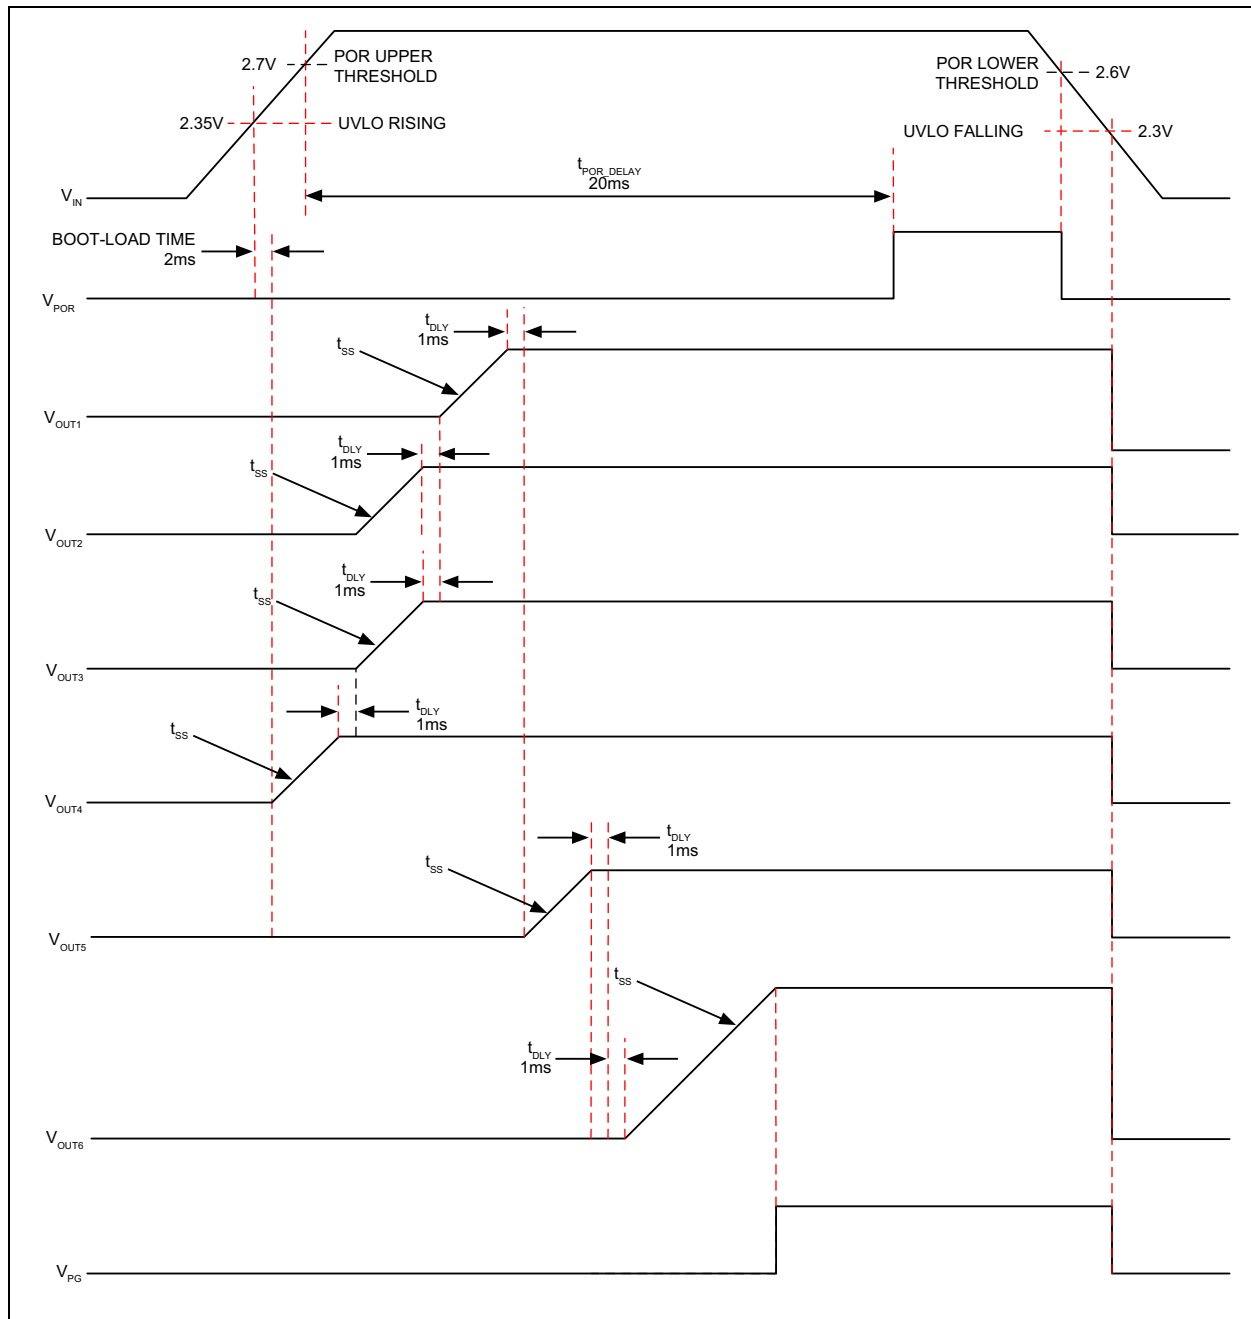 2.7V
POR UPPER
THRESHOLD
POR LOWER
THRESHOLD
2.6V
2.35V
UVLO RISING
UVLO FALLING
2.3V
tPOR_DELAY
20ms
VIN
BOOT-LOAD TIME
2ms
VPOR
tDLY
1ms
tSS
VOUT1
tDLY
1ms
tSS
VOUT2
tDLY
1ms
tSS
VOUT3
tDLY
1ms
tSS
VOUT4
tDLY
1ms
tSS
VOUT5
tSS
tDLY
1ms
VOUT6
VPG